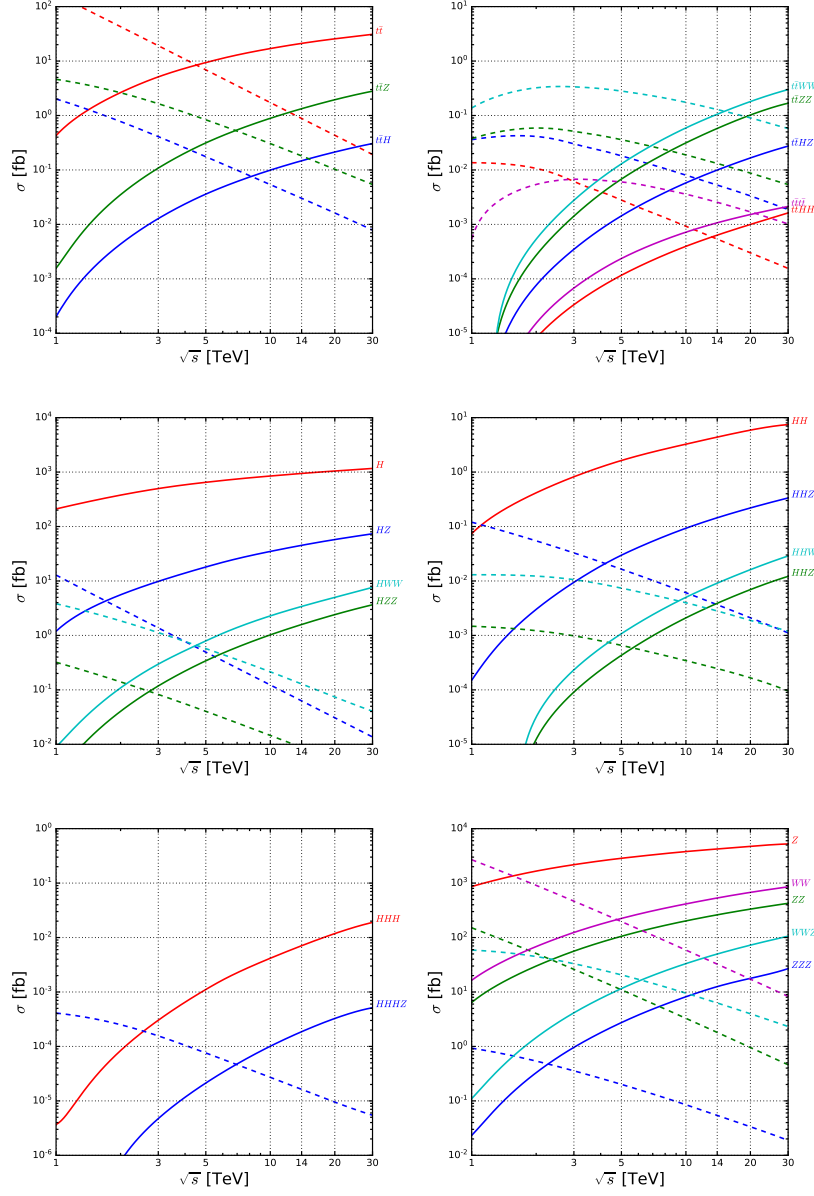 10²
10¹
10⁰
10⁻¹
10⁻²
10⁻³
10⁻⁴
σ [fb]
tt̄
tt̄Z
tt̄H
1 3 5 10 14 20 30
√s [TeV]
10¹
10⁰
10⁻¹
10⁻²
10⁻³
10⁻⁴
10⁻⁵
σ [fb]
tt̄WW
tt̄ZZ
tt̄HZ
tt̄tt̄
tt̄HH
1 3 5 10 14 20 30
√s [TeV]
10⁴
10³
10²
10¹
10⁰
10⁻¹
10⁻²
σ [fb]
H
HZ
HWW
HZZ
1 3 5 10 14 20 30
√s [TeV]
10¹
10⁰
10⁻¹
10⁻²
10⁻³
10⁻⁴
10⁻⁵
σ [fb]
HH
HHZ
HHW
HHZ
1 3 5 10 14 20 30
√s [TeV]
10⁰
10⁻¹
10⁻²
10⁻³
10⁻⁴
10⁻⁵
10⁻⁶
σ [fb]
HHH
HHHZ
1 3 5 10 14 20 30
√s [TeV]
10⁴
10³
10²
10¹
10⁰
10⁻¹
10⁻²
σ [fb]
Z
WW
ZZ
WWZ
ZZZ
1 3 5 10 14 20 30
√s [TeV]